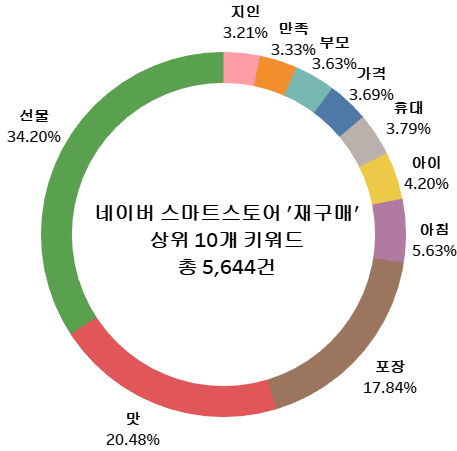 지인
3.21%
만족
3.33%
부모
3.63%
가격
3.69%
휴대
3.79%
아이
4.20%
아침
5.63%
포장
17.84%
맛
20.48%
선물
34.20%
네이버 스마트스토어 '재구매'
상위 10개 키워드
총 5,644건